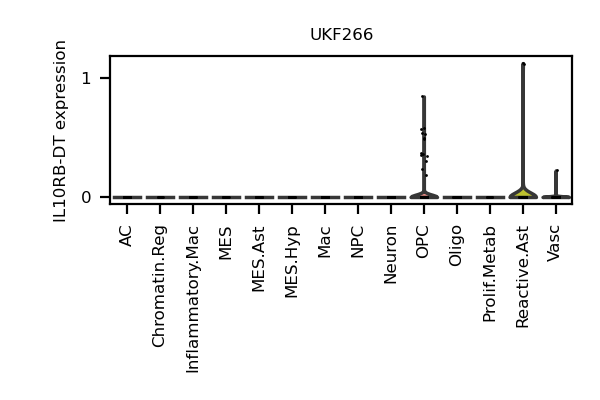 UKF266
IL10RB-DT expression
1
0
AC
Chromatin.Reg
Inflammatory.Mac
MES
MES.Ast
MES.Hyp
Mac
NPC
Neuron
OPC
Oligo
Prolif.Metab
Reactive.Ast
Vasc